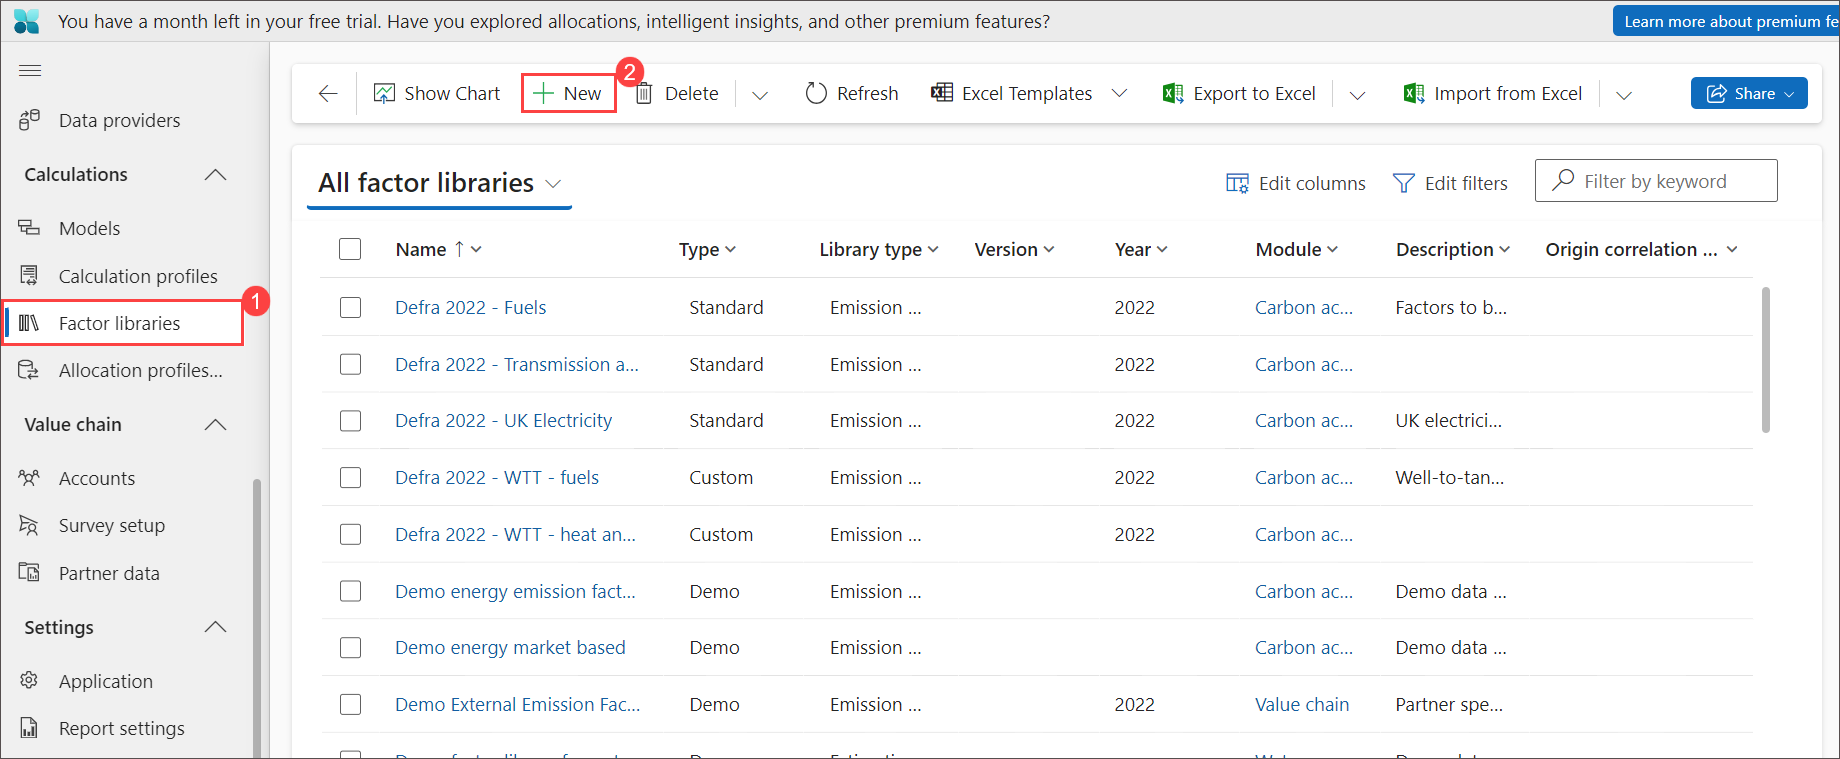 You have a month left in your free trial. Have you explored allocations, intelligent insights, and other premium features?
Learn more about premium fe
Data providers
Calculations
Models
Calculation profiles
1
Factor libraries
Allocation profiles...
Value chain
Accounts
Survey setup
Partner data
Settings
Application
Report settings
Show Chart
New
2
Delete
Refresh
Excel Templates
Export to Excel
Import from Excel
Share
All factor libraries
Edit columns
Edit filters
Filter by keyword
Name ↑ Type Library type Version Year Module Description Origin correlation ...
Defra 2022 - Fuels Standard Emission ... 2022 Carbon ac... Factors to b...
Defra 2022 - Transmission a... Standard Emission ... 2022 Carbon ac...
Defra 2022 - UK Electricity Standard Emission ... 2022 Carbon ac... UK electrici...
Defra 2022 - WTT - fuels Custom Emission ... 2022 Carbon ac... Well-to-tan...
Defra 2022 - WTT - heat an... Custom Emission ... 2022 Carbon ac...
Demo energy emission fact... Demo Emission ... Carbon ac... Demo data ...
Demo energy market based Demo Emission ... Carbon ac... Demo data ...
Demo External Emission Fac... Demo Emission ... 2022 Value chain Partner spe...